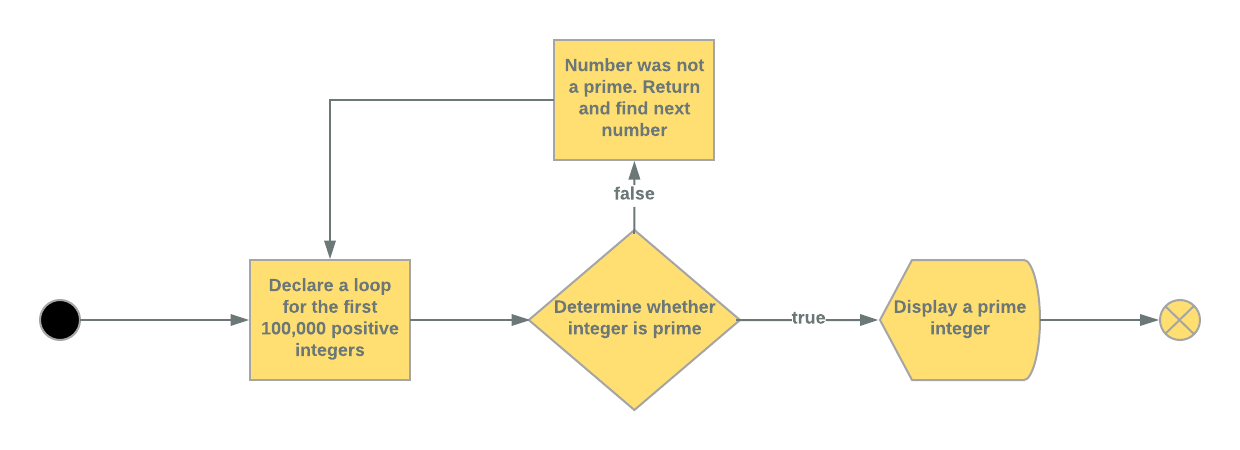 Number was not
a prime. Return
and find next
number
false
Declare a loop
for the first
100,000 positive
integers
Determine whether
integer is prime
true
Display a prime
integer